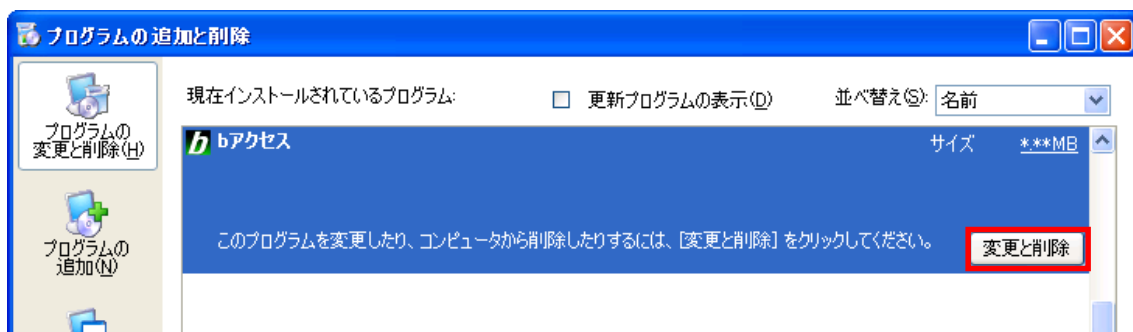 プログラムの追加と削除
現在インストールされているプログラム:
更新プログラムの表示(D)
並べ替え(S):
名前
プログラムの
変更と削除(H)
b bアクセス
サイズ
*.**MB
このプログラムを変更したり、コンピュータから削除したりするには、[変更と削除] をクリックしてください。
変更と削除
プログラムの
追加(N)